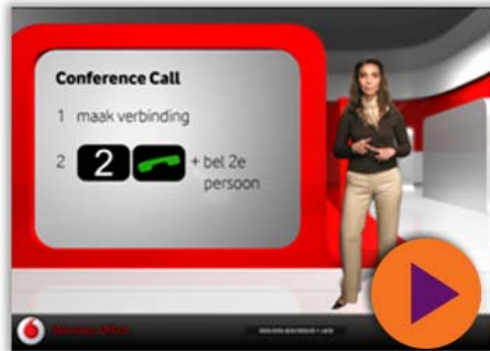 Conference Call
1 maak verbinding
2 2 + bel 2e
persoon